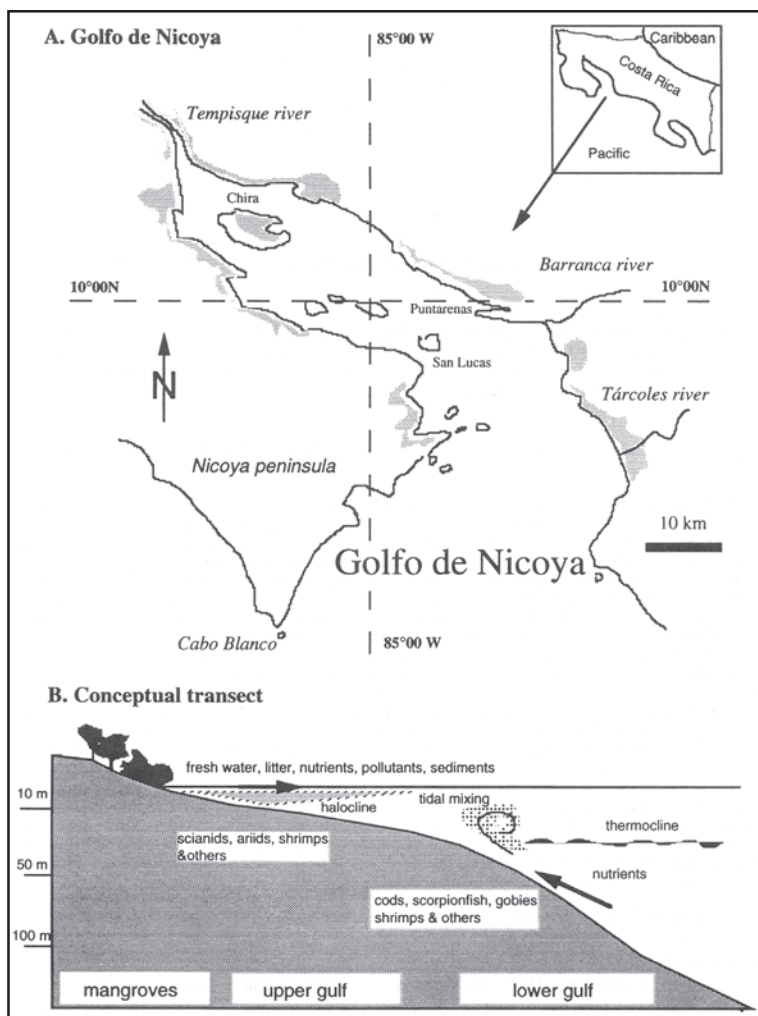 A. Golfo de Nicoya
85°00 W
Caribbean
Costa Rica
Pacific
Tempisque river
Chira
Barranca river
10°00N
10°00N
Puntarenas
San Lucas
Tárcoles river
N
Nicoya peninsula
10 km
Golfo de Nicoya
Cabo Blanco
85°00 W
B. Conceptual transect
fresh water, litter, nutrients, pollutants, sediments
10 m
halocline
tidal mixing
thermocline
scianids, ariids, shrimps
&others
nutrients
50 m
cods, scorpionfish, gobies
shrimps & others
100 m
mangroves
upper gulf
lower gulf